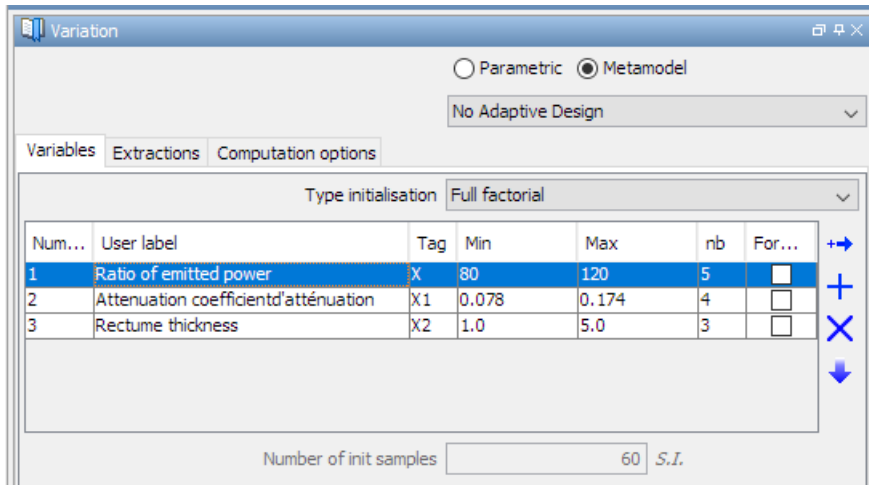 Variation
Parametric Metamodel
No Adaptive Design
Variables Extractions Computation options
Type initialisation Full factorial
Num... User label Tag Min Max nb For...
1 Ratio of emitted power X 80 120 5
2 Attenuation coefficientd'atténuation X1 0.078 0.174 4
3 Rectume thickness X2 1.0 5.0 3
Number of init samples 60 S.I.